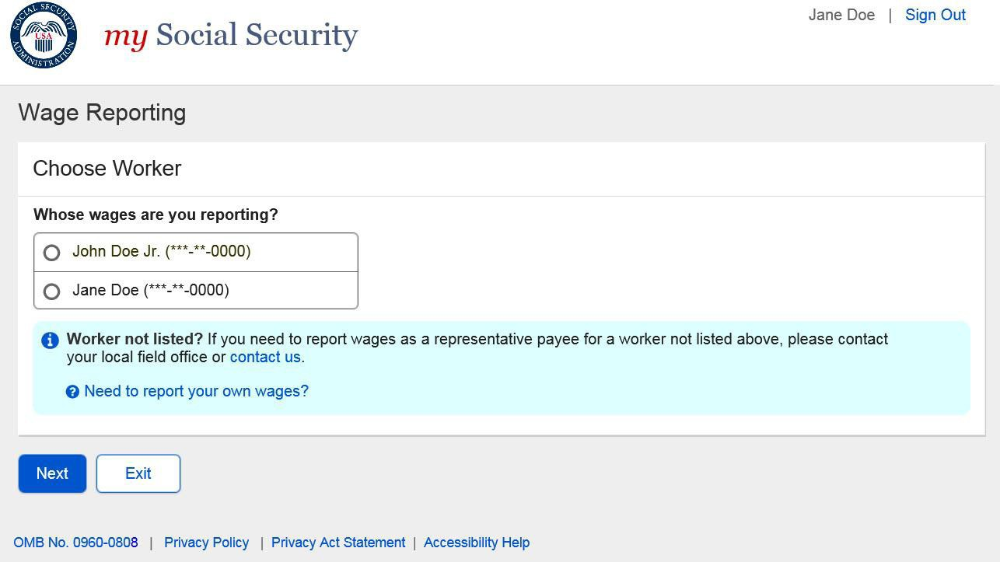 SOCIAL SECURITY
USA
ADMINISTRATION
my Social Security
Jane Doe | Sign Out
Wage Reporting
Choose Worker
Whose wages are you reporting?
John Doe Jr. (***-**-0000)
Jane Doe (***-**-0000)
Worker not listed? If you need to report wages as a representative payee for a worker not listed above, please contact
your local field office or contact us.
Need to report your own wages?
Next Exit
OMB No. 0960-0808 | Privacy Policy | Privacy Act Statement | Accessibility Help